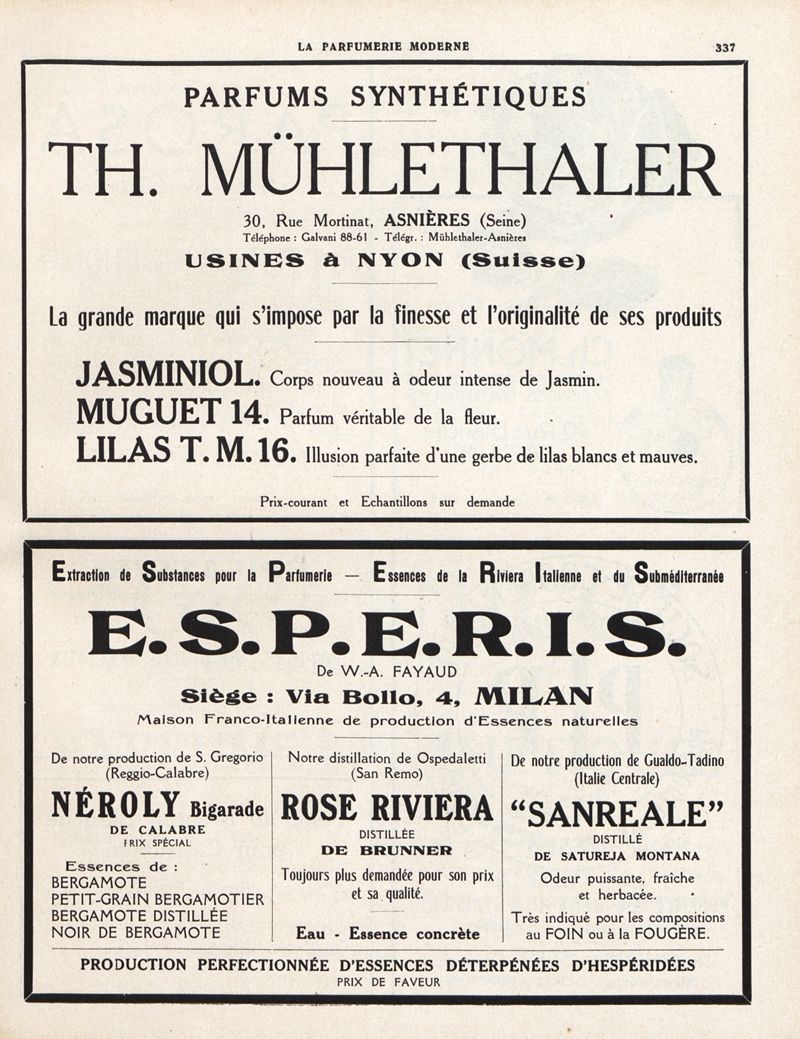 LA PARFUMERIE MODERNE 337
PARFUMS SYNTHÉTIQUES
TH. MÜHLETHALER
30, Rue Mortinat, ASNIÈRES (Seine)
Téléphone : Galvani 88-61 - Télégr. : Mühlethaler-Asnières
USINES à NYON (Suisse)
La grande marque qui s'impose par la finesse et l'originalité de ses produits
JASMINIOL. Corps nouveau à odeur intense de Jasmin.
MUGUET 14. Parfum véritable de la fleur.
LILAS T. M. 16. Illusion parfaite d'une gerbe de lilas blancs et mauves.
Prix-courant et Echantillons sur demande
Extraction de Substances pour la Parfumerie — Essences de la Riviera Italienne et du Subméditerranée
E.S.P.E.R.I.S.
De W.-A. FAYAUD
Siège : Via Bollo, 4, MILAN
Maison Franco-Italienne de production d'Essences naturelles
De notre production de S. Gregorio
(Reggio-Calabre)
NÉROLY Bigarade
DE CALABRE
PRIX SPÉCIAL
Essences de :
BERGAMOTE
PETIT-GRAIN BERGAMOTIER
BERGAMOTE DISTILLÉE
NOIR DE BERGAMOTE
Notre distillation de Ospedaletti
(San Remo)
ROSE RIVIERA
DISTILLÉE
DE BRUNNER
Toujours plus demandée pour son prix
et sa qualité.
Eau - Essence concrète
De notre production de Gualdo-Tadino
(Italie Centrale)
"SANREALE"
DISTILLÉ
DE SATUREJA MONTANA
Odeur puissante, fraîche
et herbacée.
Très indiqué pour les compositions
au FOIN ou à la FOUGÈRE.
PRODUCTION PERFECTIONNÉE D'ESSENCES DÉTERPÉNÉES D'HESPÉRIDÉES
PRIX DE FAVEUR